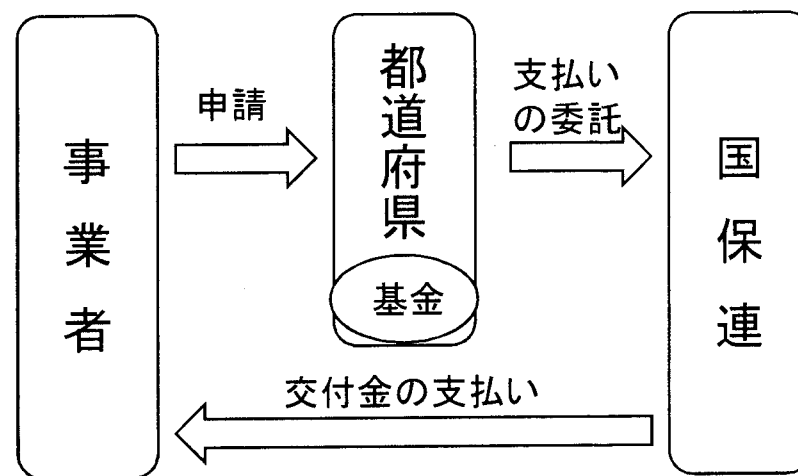 事業者
申請
都道府県
基金
支払い
の委託
国保連
交付金の支払い